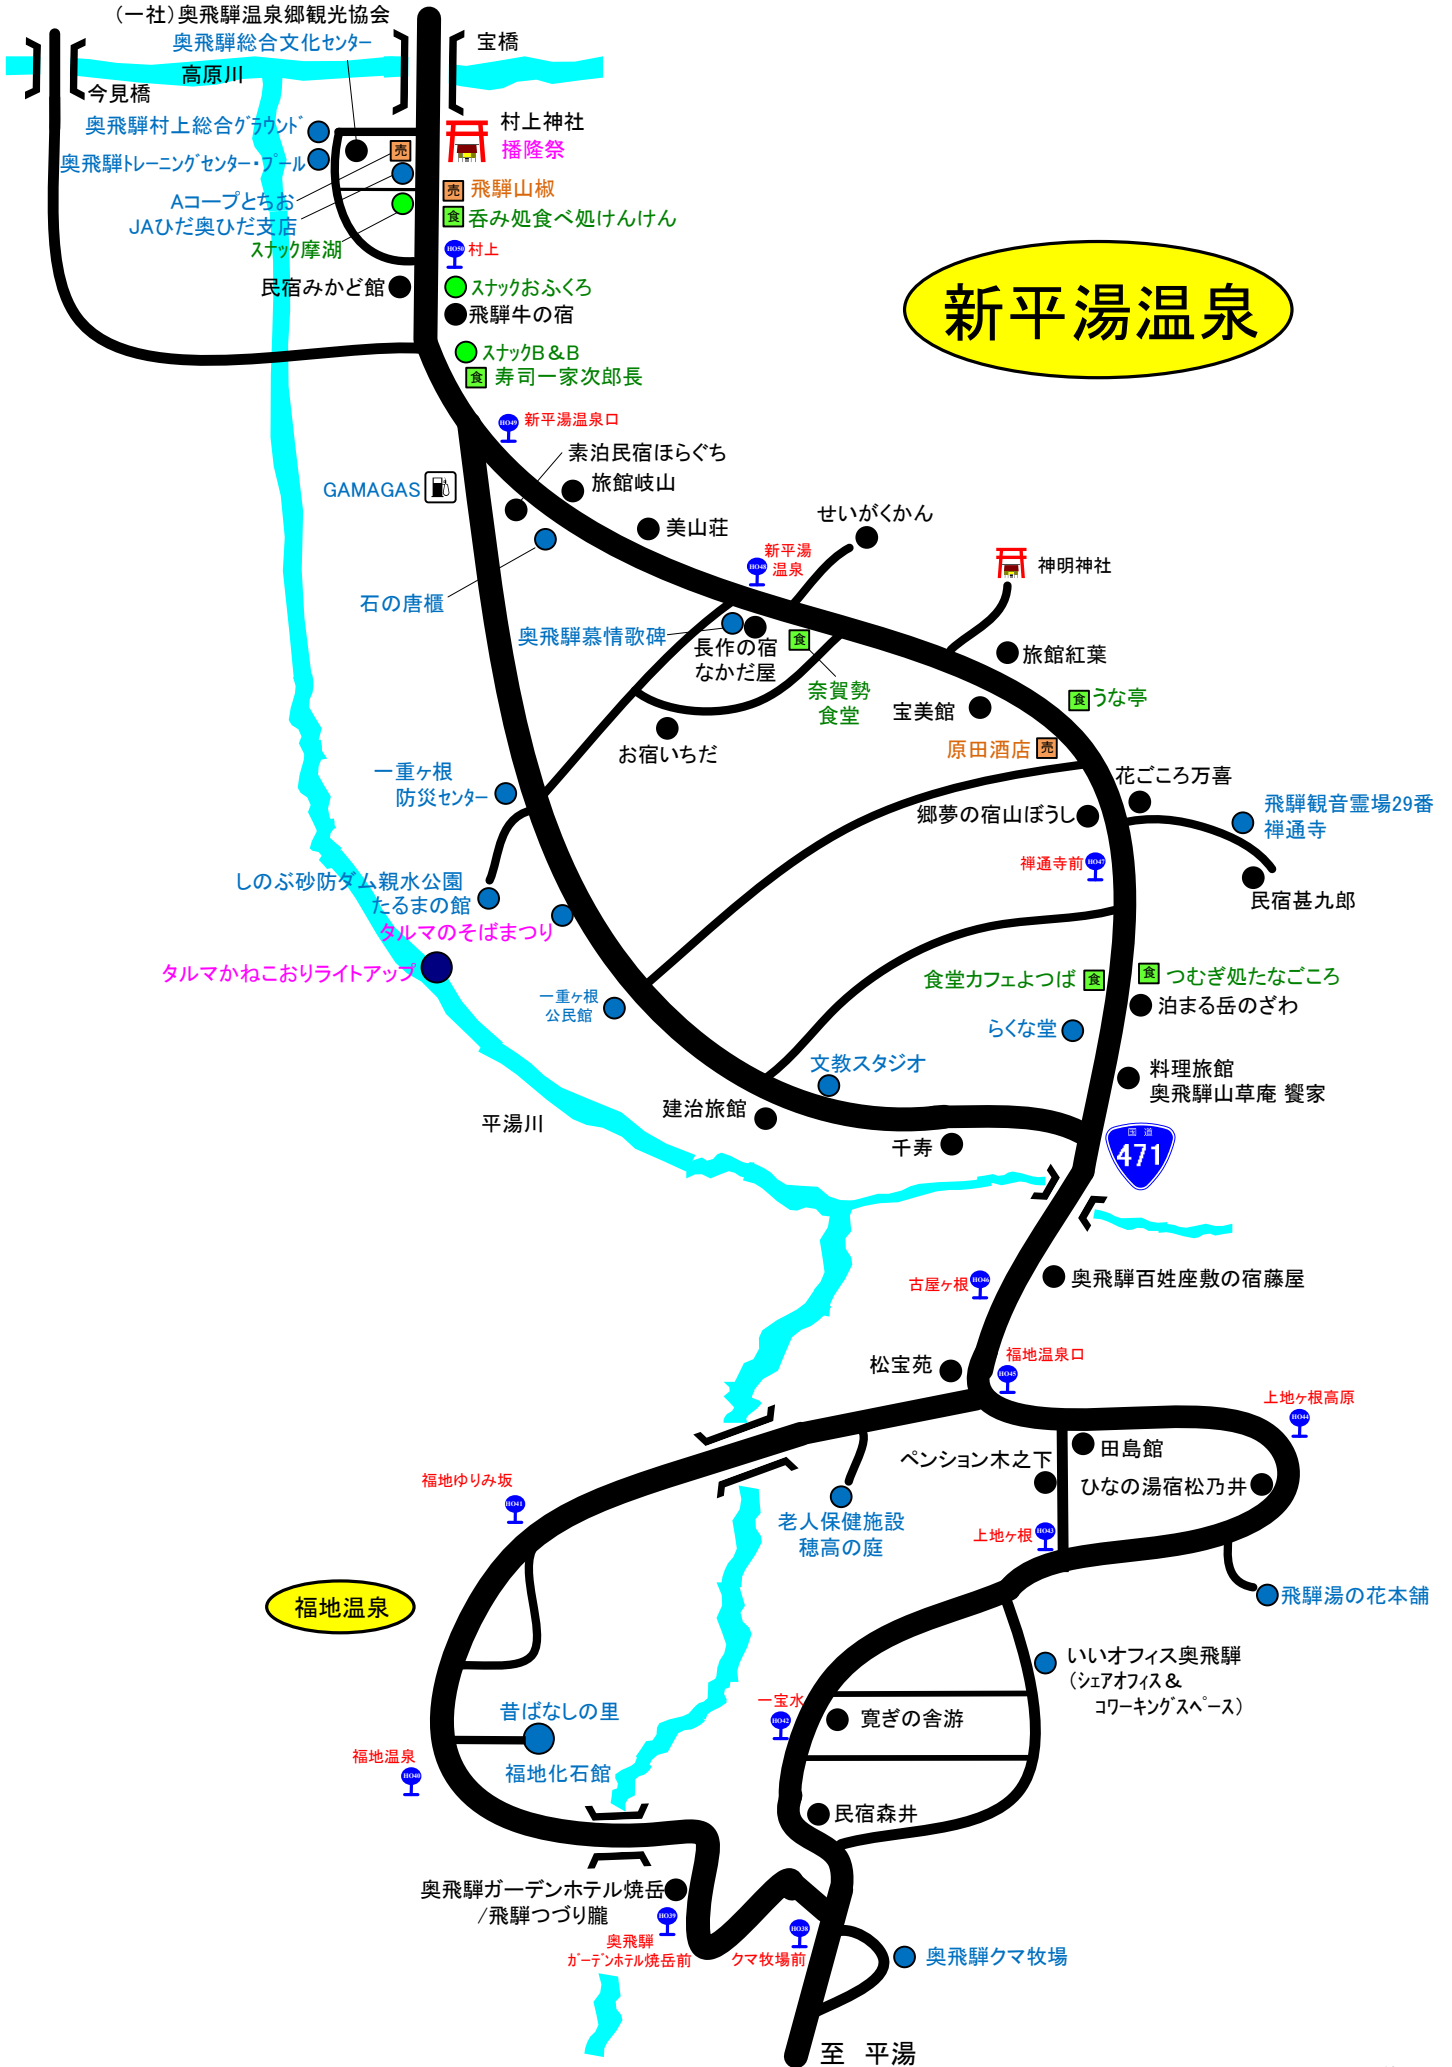 （一社）奥飛騨温泉郷観光協会
奥飛騨総合文化センター
宝橋
高原川
今見橋
奥飛騨村上総合グラウンド
村上神社
播隆祭
売
奥飛騨トレーニングセンター・プール
Aコープとちお
売 飛騨山椒
JAひだ奥ひだ支店
食 呑み処食べ処けんけん
スナック摩湖
HO50 村上
民宿みかど館
スナックおふくろ
飛騨牛の宿
新平湯温泉
スナックB＆B
食 寿司一家次郎長
HO49 新平湯温泉口
素泊民宿ほらぐち
旅館岐山
GAMAGAS
美山荘
せいがくかん
HO48 新平湯
温泉
神明神社
石の唐櫃
奥飛騨慕情歌碑
長作の宿
なかだ屋
食
奈賀勢
食堂
旅館紅葉
食 うな亭
宝美館
お宿いちだ
原田酒店 売
一重ヶ根
防災センター
花ごころ万喜
郷夢の宿山ぼうし
飛騨観音霊場29番
禅通寺
禅通寺前 HO47
民宿甚九郎
しのぶ砂防ダム親水公園
たるまの館
タルマのそばまつり
タルマかねこおりライトアップ
食堂カフェよつば 食
食 つむぎ処たなごころ
一重ヶ根
公民館
泊まる岳のざわ
らくな堂
文教スタジオ
料理旅館
奥飛騨山草庵 饗家
建治旅館
平湯川
千寿
国道
471
古屋ヶ根 HO46
奥飛騨百姓座敷の宿藤屋
松宝苑
福地温泉口
HO45
上地ヶ根高原
HO44
田島館
ペンション木之下
ひなの湯宿松乃井
福地ゆりみ坂
HO41
老人保健施設
穂高の庭
上地ヶ根 HO43
福地温泉
飛騨湯の花本舗
いいオフィス奥飛騨
（シェアオフィス＆
コワーキングスペース）
一宝水
HO42
寛ぎの舎游
昔ばなしの里
福地化石館
福地温泉
HO40
民宿森井
奥飛騨ガーデンホテル焼岳
/飛騨つづり朧
HO39
奥飛騨
ガーデンホテル焼岳前
HO38
クマ牧場前
奥飛騨クマ牧場
至 平湯